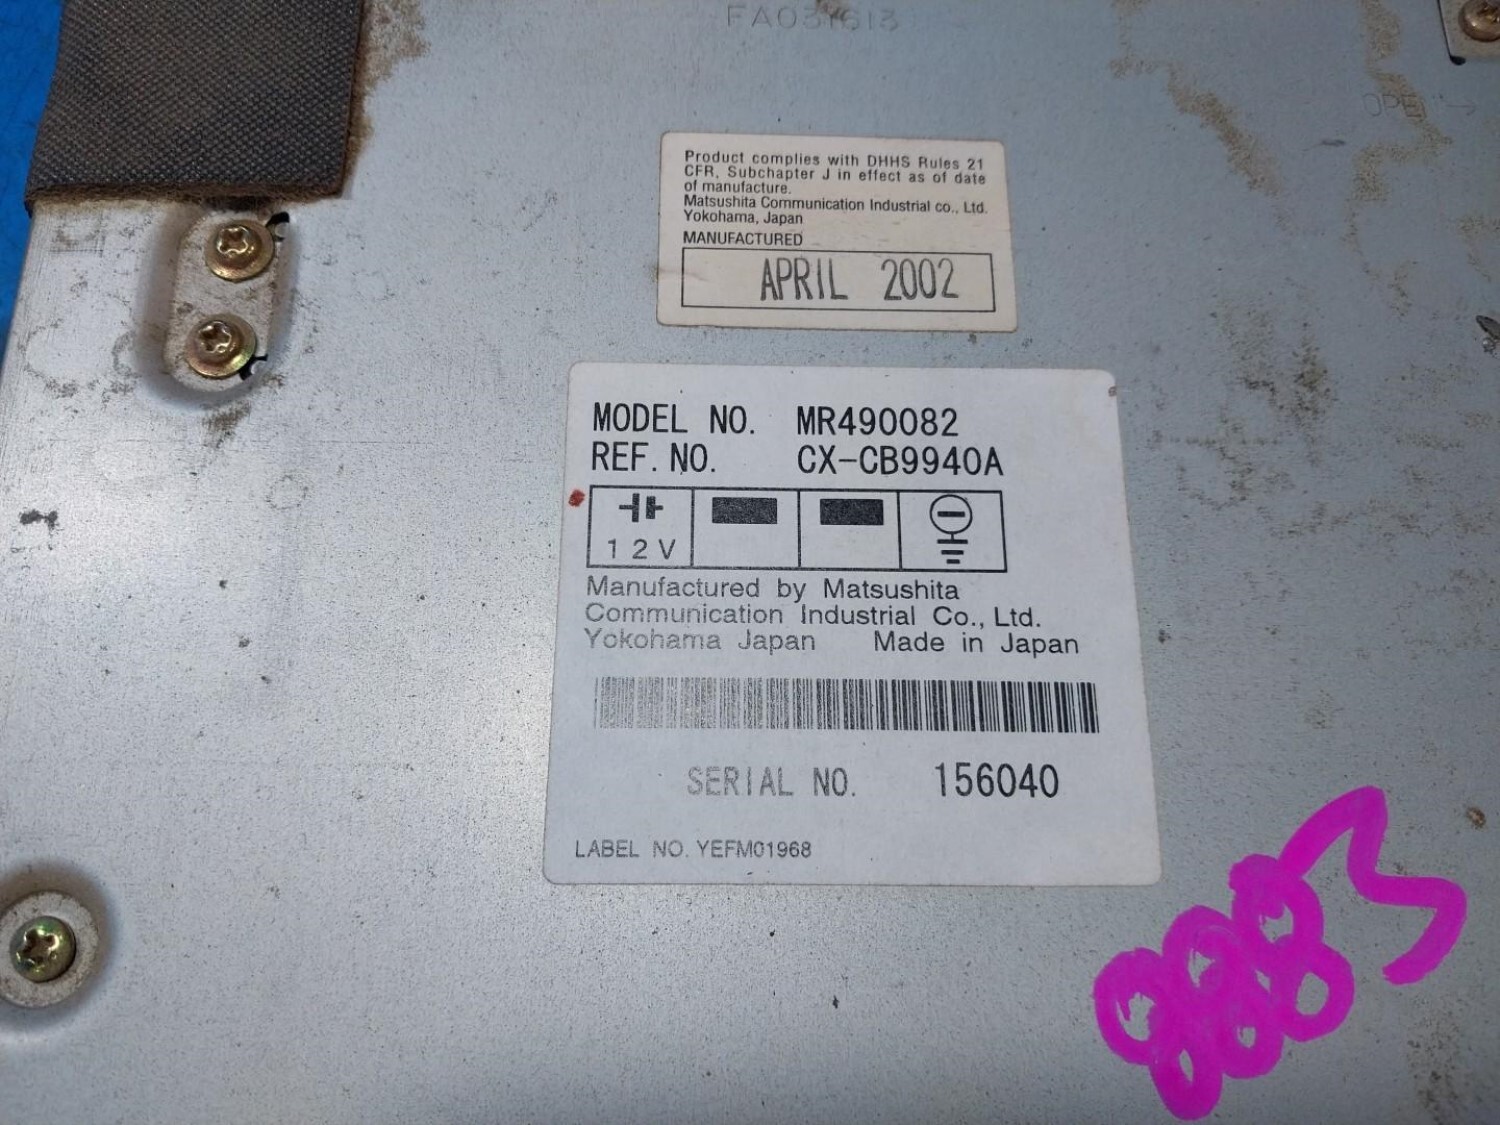 FA031613
OPEN →
Product complies with DHHS Rules 21
CFR, Subchapter J in effect as of date
of manufacture.
Matsushita Communication Industrial co., Ltd.
Yokohama, Japan
MANUFACTURED
APRIL 2002
MODEL NO. MR490082
REF. NO. CX-CB9940A
12V
Manufactured by Matsushita
Communication Industrial Co., Ltd.
Yokohama Japan Made in Japan
SERIAL NO. 156040
LABEL NO. YEFM01968